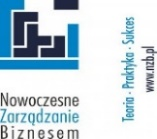 Nowoczesne
Zarządzanie
Biznesem
Teoria · Praktyka · Sukces
www.nzb.pl